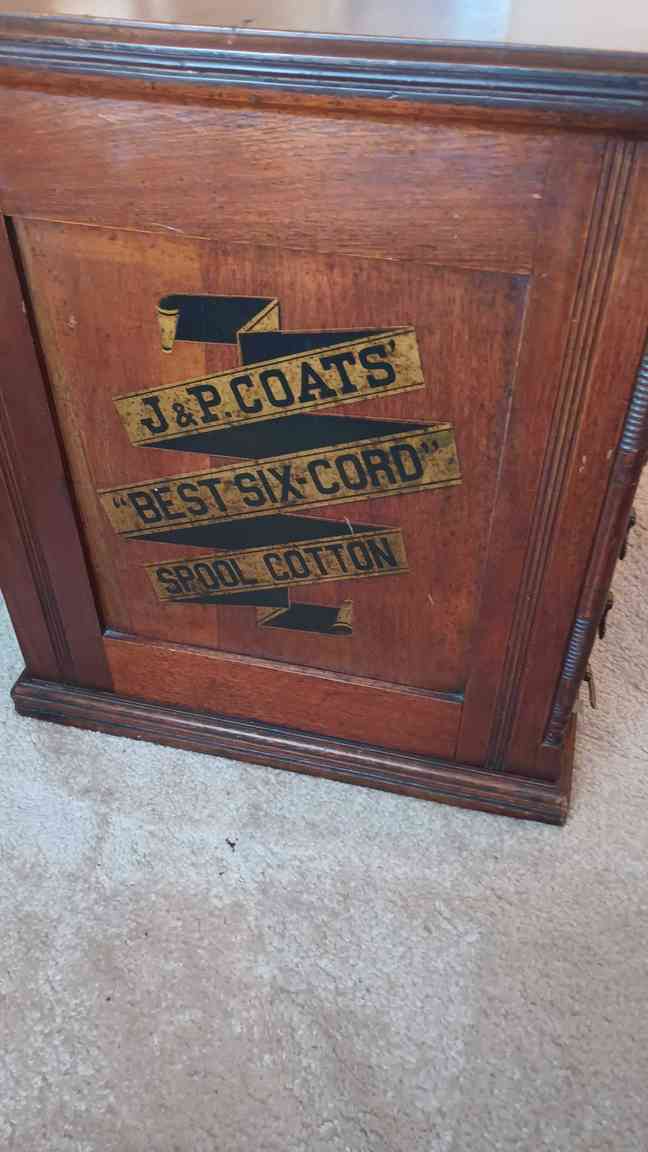 J & P. COATS'
"BEST SIX-CORD"
SPOOL COTTON